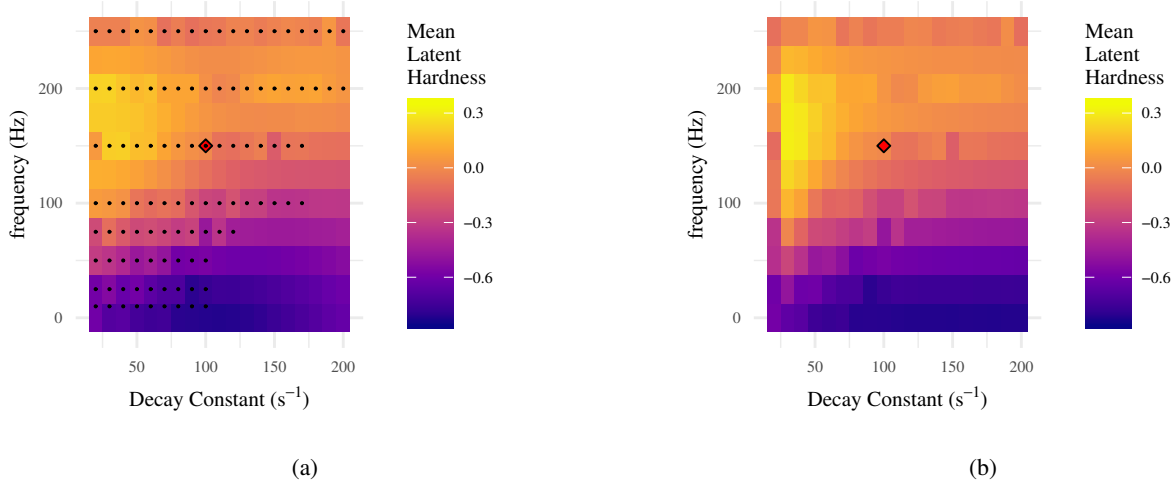 Mean
Latent
Hardness
0.3
0.0
−0.3
−0.6
frequency (Hz)
200
100
0
50
100
150
200
Decay Constant (s⁻¹)
(a)
Mean
Latent
Hardness
0.3
0.0
−0.3
−0.6
frequency (Hz)
200
100
0
50
100
150
200
Decay Constant (s⁻¹)
(b)